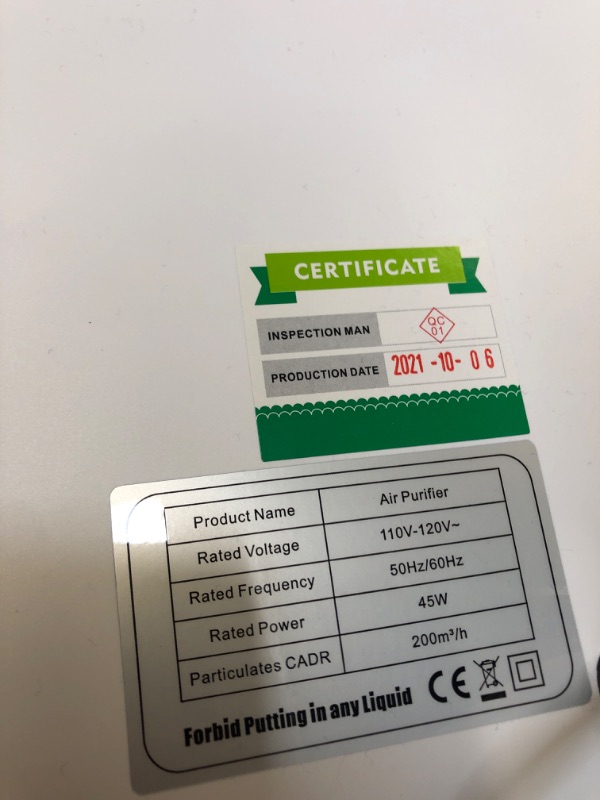 CERTIFICATE
INSPECTION MAN QC 01
PRODUCTION DATE 2021-10-06
Product Name Air Purifier
Rated Voltage 110V-120V~
Rated Frequency 50Hz/60Hz
Rated Power 45W
Particulates CADR 200m³/h
Forbid Putting in any Liquid CE